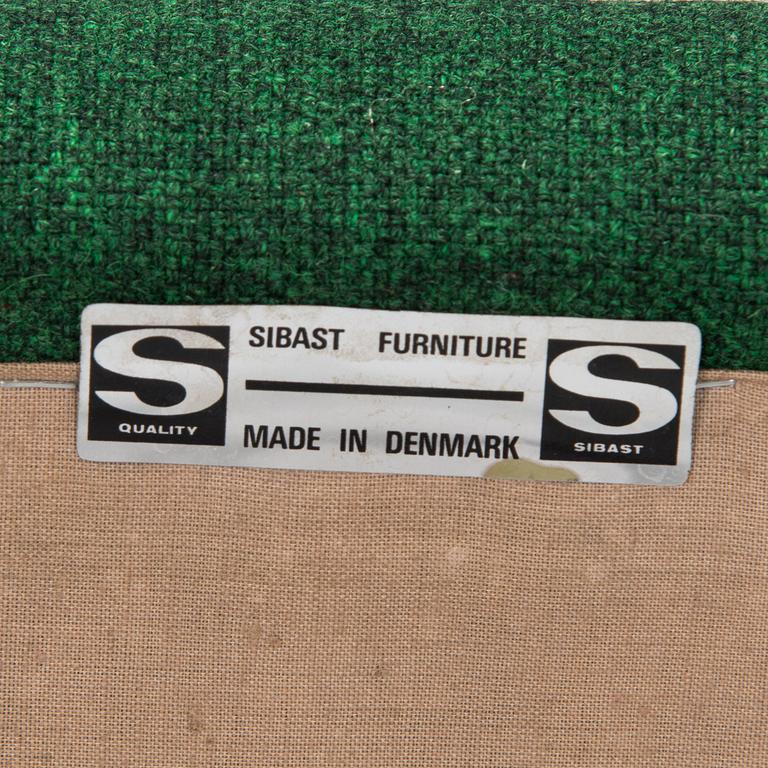 S
QUALITY
SIBAST FURNITURE
MADE IN DENMARK
S
SIBAST